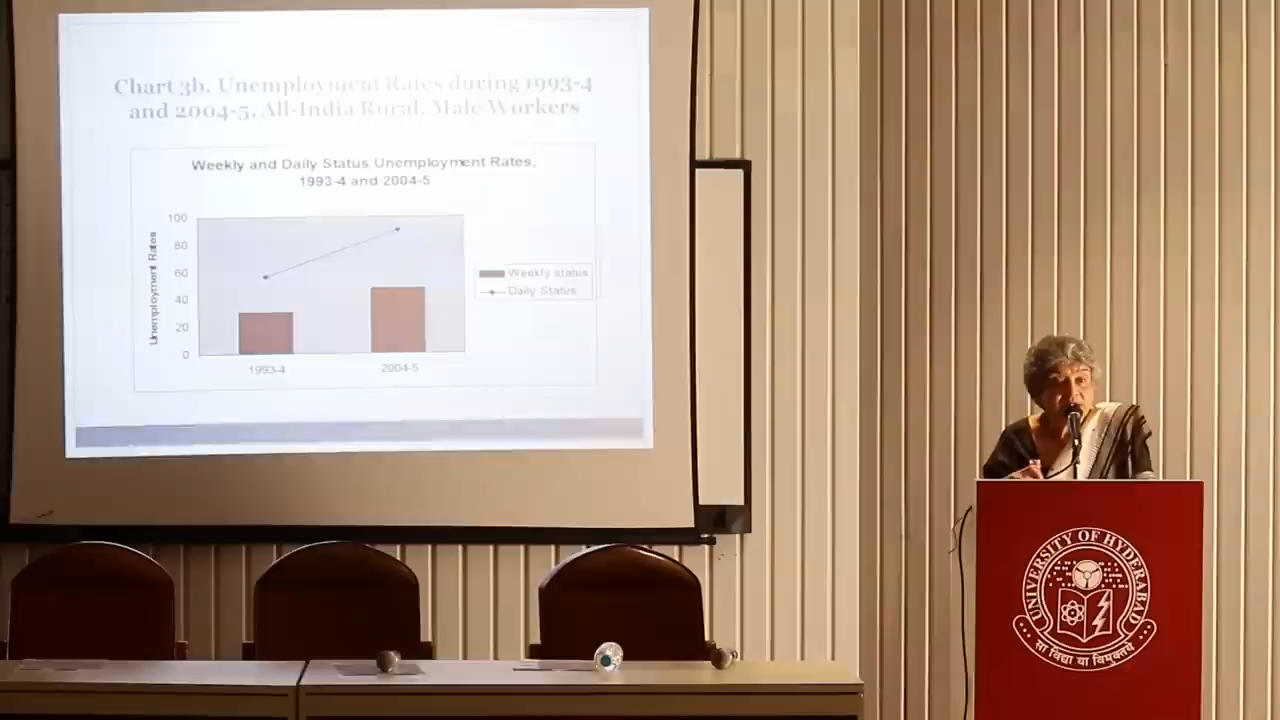 Chart 3b. Unemployment Rates during 1993-4
and 2004-5, All-India Rural, Male Workers
Weekly and Daily Status Unemployment Rates,
1993-4 and 2004-5
Unemployment Rates
100
80
60
40
20
0
1993-4
2004-5
Weekly status
Daily Status
UNIVERSITY OF HYDERABAD
सा विद्या या विमुक्तये